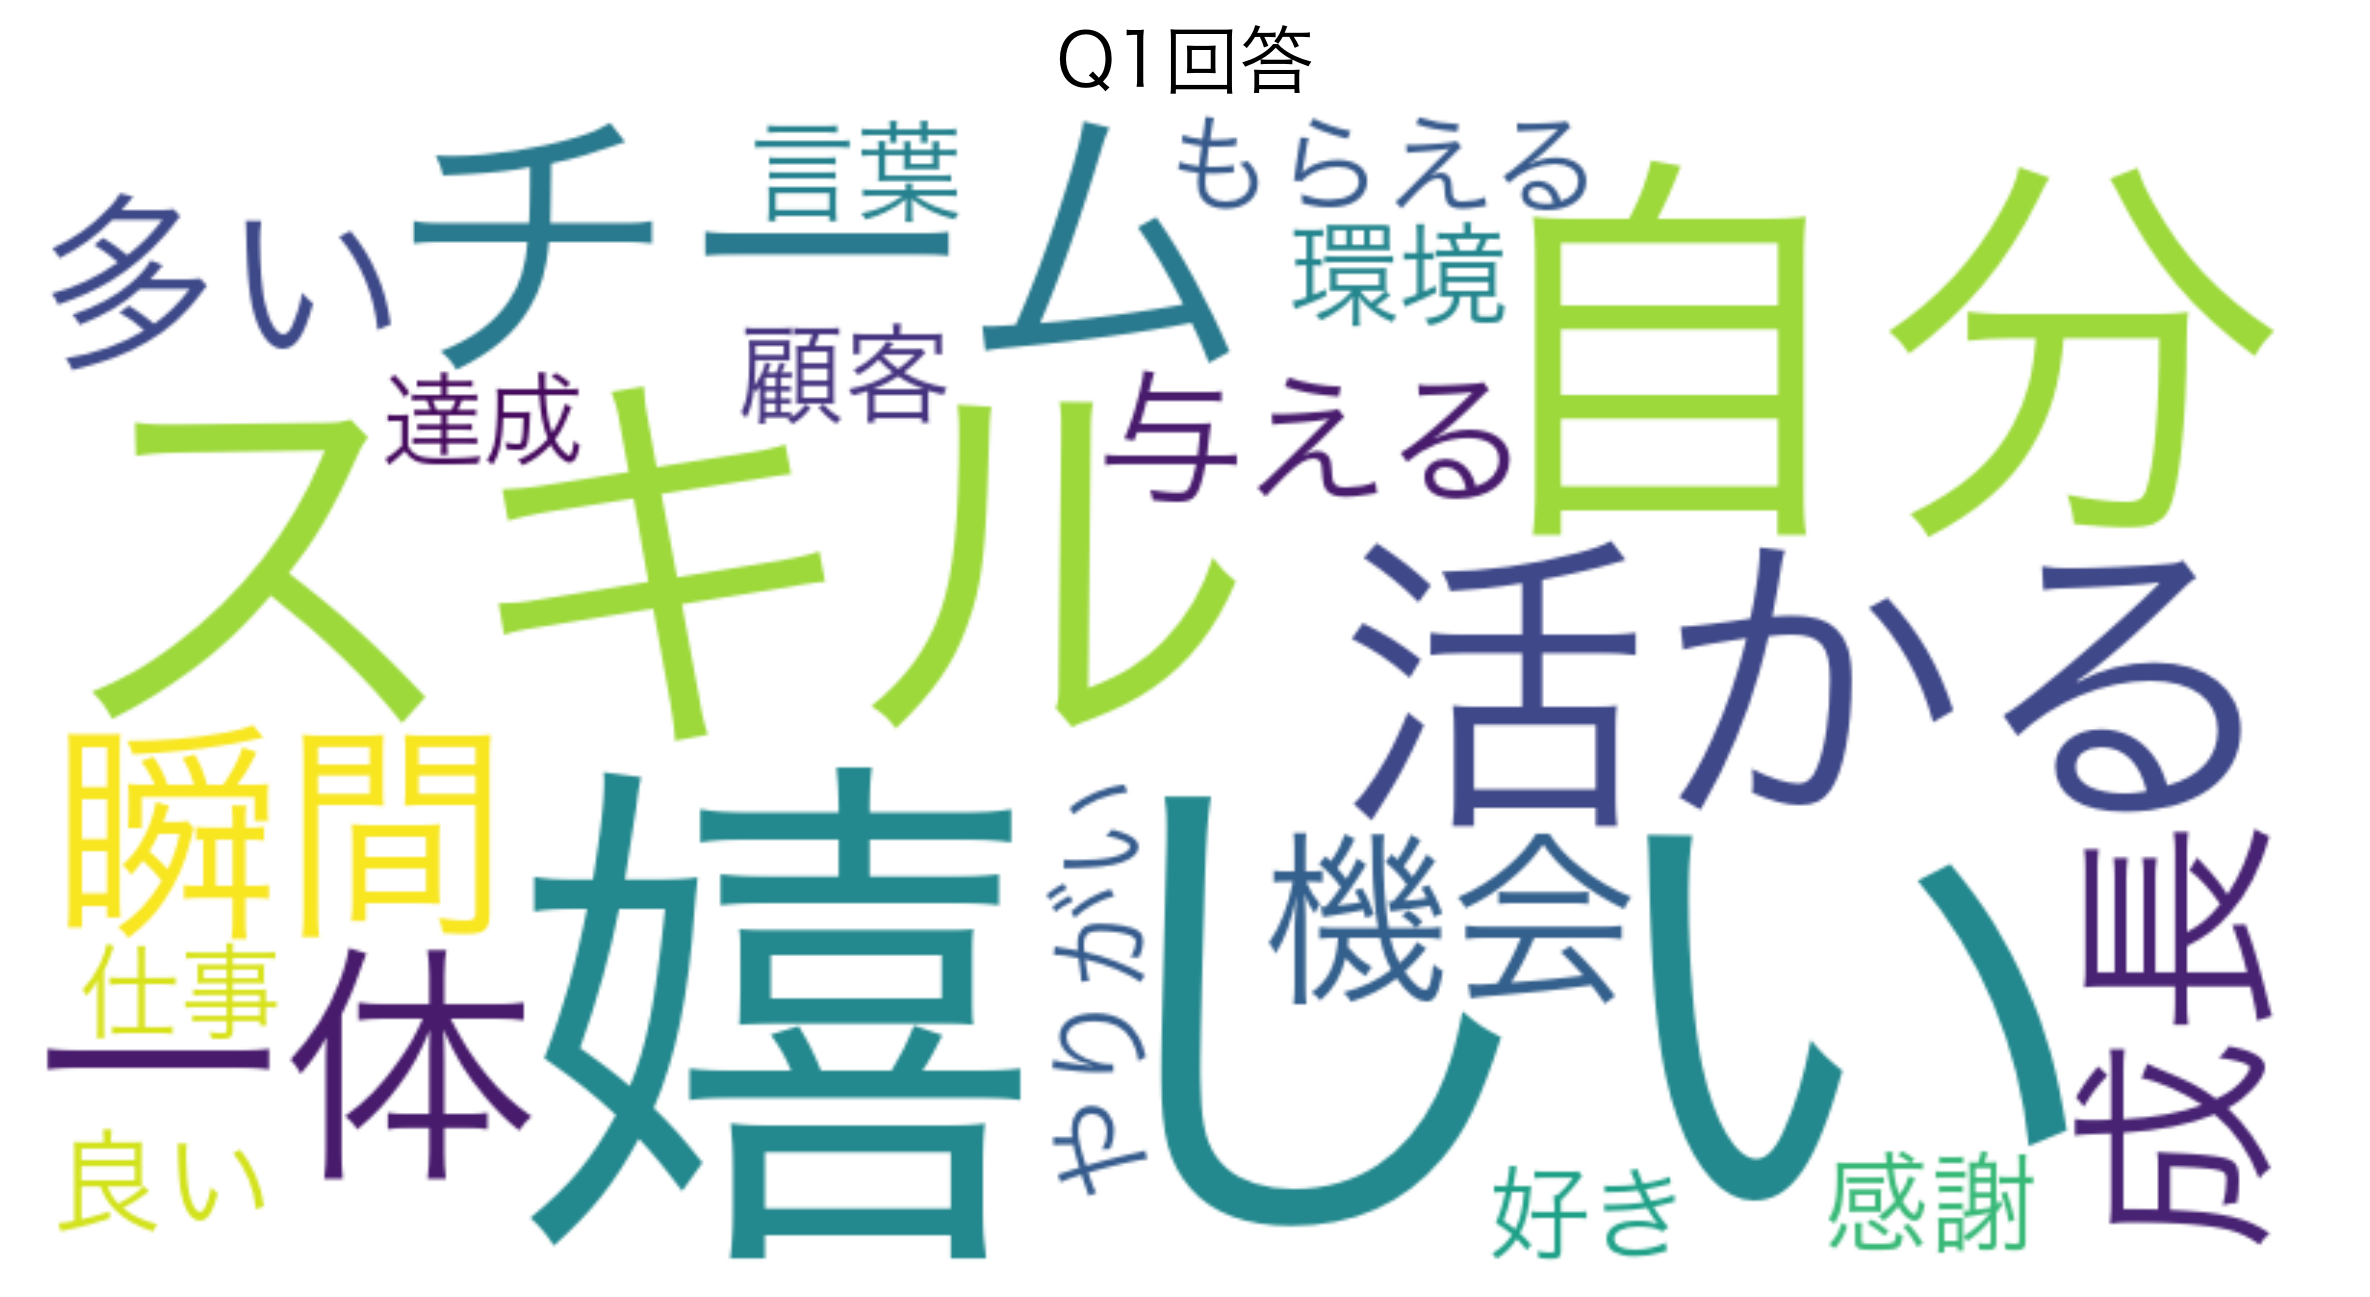 Q1回答
言葉
もらえる
多い
チーム
環境
自分
顧客
達成
与える
スキル
活かる
瞬間
嬉しい
やりがい
機会
成長
仕事
一体
良い
好き
感謝